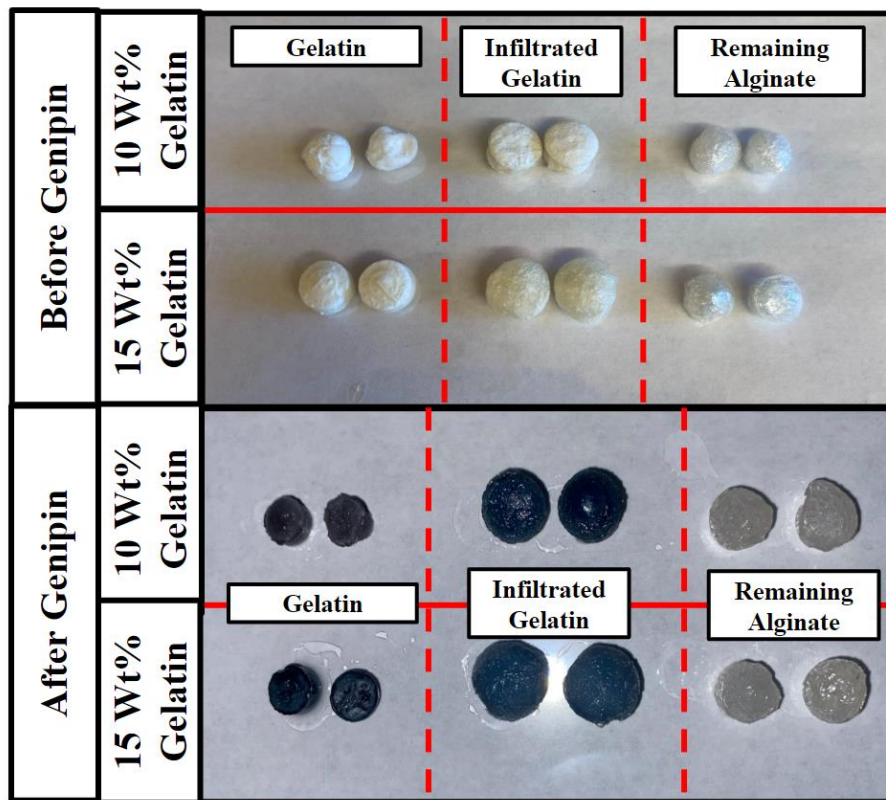 Before Genipin
10 Wt%
Gelatin
Gelatin
Infiltrated
Gelatin
Remaining
Alginate
15 Wt%
Gelatin
After Genipin
10 Wt%
Gelatin
Gelatin
Infiltrated
Gelatin
Remaining
Alginate
15 Wt%
Gelatin